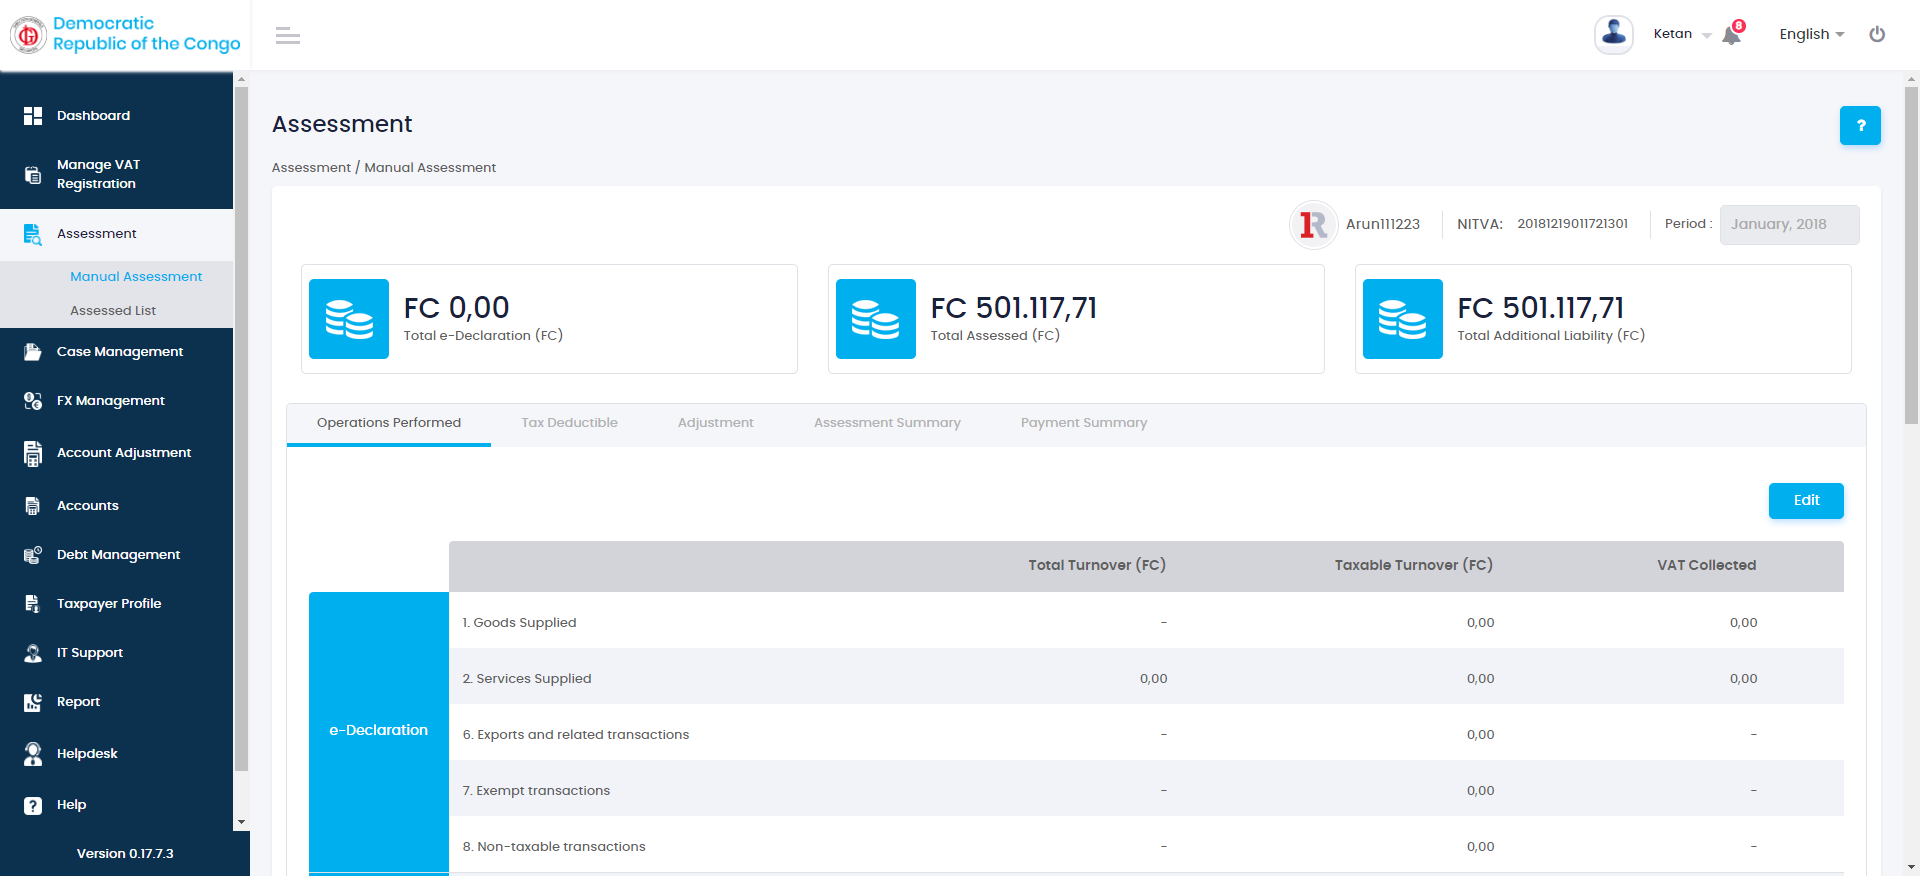 Democratic
Republic of the Congo
Ketan
8
English
Dashboard
Manage VAT
Registration
Assessment
Manual Assessment
Assessed List
Case Management
FX Management
Account Adjustment
Accounts
Debt Management
Taxpayer Profile
IT Support
Report
Helpdesk
Help
Version 0.17.7.3
Assessment
?
Assessment / Manual Assessment
Arun111223
NITVA: 20181219011721301
Period : January, 2018
FC 0,00
Total e-Declaration (FC)
FC 501.117,71
Total Assessed (FC)
FC 501.117,71
Total Additional Liability (FC)
Operations Performed Tax Deductible Adjustment Assessment Summary Payment Summary
Edit
Total Turnover (FC) Taxable Turnover (FC) VAT Collected
e-Declaration
1. Goods Supplied - 0,00 0,00
2. Services Supplied 0,00 0,00 0,00
6. Exports and related transactions - 0,00 -
7. Exempt transactions - 0,00 -
8. Non-taxable transactions - 0,00 -